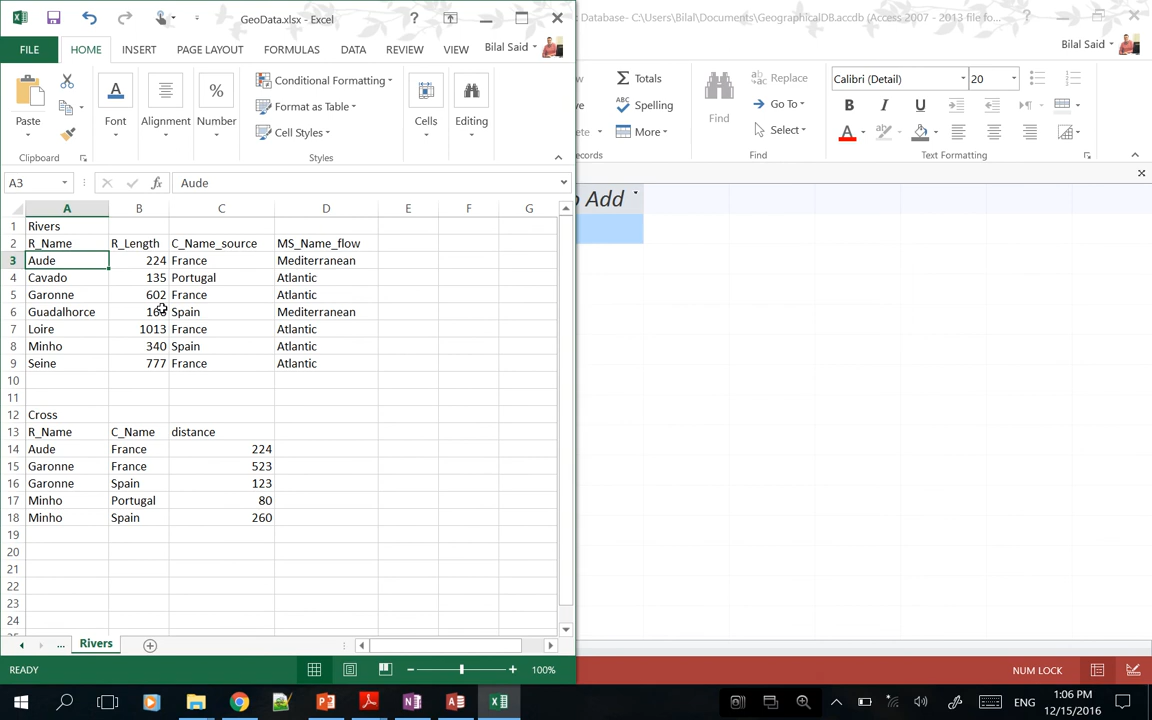 GeoData.xlsx - Excel
Database- C:\Users\Bilal\Documents\GeographicalDB.accdb (Access 2007 - 2013 file fo...
FILE HOME INSERT PAGE LAYOUT FORMULAS DATA REVIEW VIEW Bilal Said
Bilal Said
Paste Font Alignment Number Conditional Formatting Format as Table Cell Styles Cells Editing
Clipboard Styles
Totals Spelling More
Find Replace Go To Select
Calibri (Detail) 20
B I U
Find Text Formatting
A3 Aude
A B C D E F G
1 Rivers
2 R_Name R_Length C_Name_source MS_Name_flow
3 Aude 224 France Mediterranean
4 Cavado 135 Portugal Atlantic
5 Garonne 602 France Atlantic
6 Guadalhorce Spain Mediterranean
7 Loire 1013 France Atlantic
8 Minho 340 Spain Atlantic
9 Seine 777 France Atlantic
10
11
12 Cross
13 R_Name C_Name distance
14 Aude France 224
15 Garonne France 523
16 Garonne Spain 123
17 Minho Portugal 80
18 Minho Spain 260
19
20
21
22
23
24
Add
... Rivers
READY 100%
NUM LOCK
ENG 1:06 PM
12/15/2016